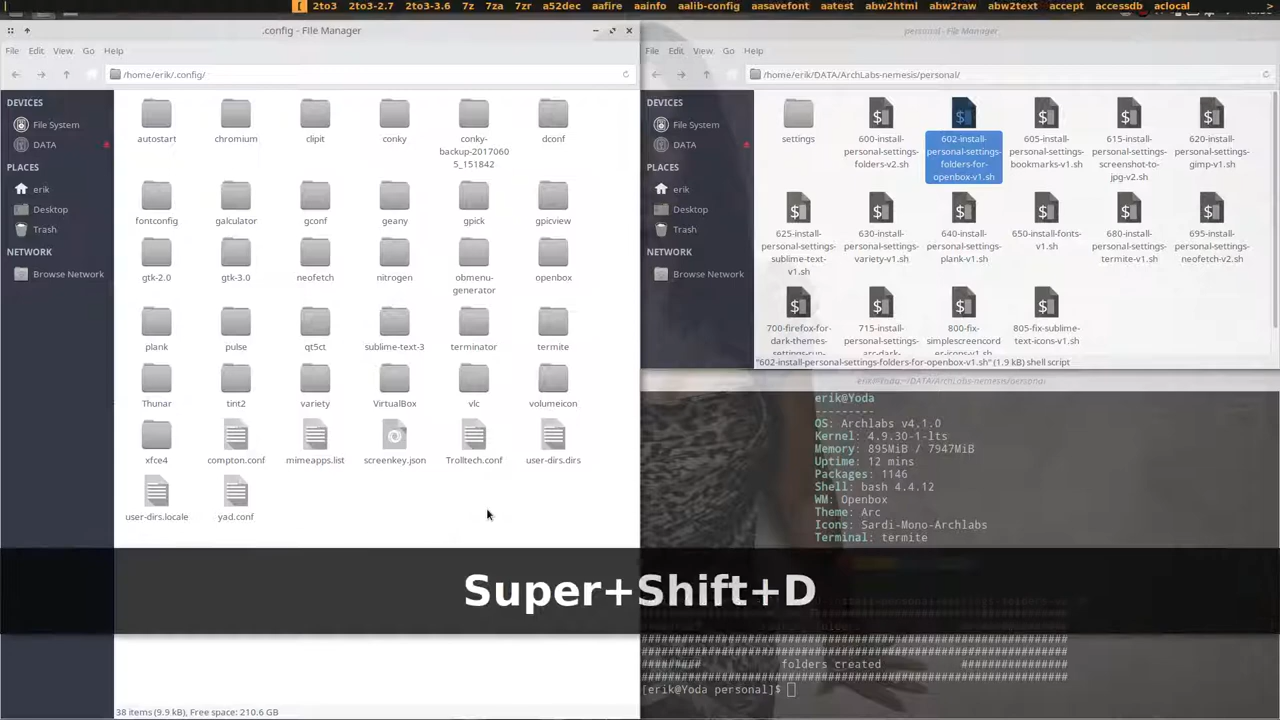 [ 2to3 2to3-2.7 2to3-3.6 7z 7za 7zr a52dec aafire aainfo aalib-config aasavefont aatest abw2html abw2raw abw2text accept accessdb aclocal >
.config - File Manager
File Edit View Go Help
/home/erik/.config/
DEVICES
File System
DATA
PLACES
erik
Desktop
Trash
NETWORK
Browse Network
autostart
chromium
clipit
conky
conky-
backup-2017060
5_151842
dconf
fontconfig
galculator
gconf
geany
gpick
gpicview
gtk-2.0
gtk-3.0
neofetch
nitrogen
obmenu-
generator
openbox
plank
pulse
qt5ct
sublime-text-3
terminator
termite
Thunar
tint2
variety
VirtualBox
vlc
volumeicon
xfce4
compton.conf
mimeapps.list
screenkey.json
Trolltech.conf
user-dirs.dirs
user-dirs.locale
yad.conf
38 items (9.9 kB), Free space: 210.6 GB
personal - File Manager
File Edit View Go Help
/home/erik/DATA/ArchLabs-nemesis/personal/
DEVICES
File System
DATA
PLACES
erik
Desktop
Trash
NETWORK
Browse Network
settings
600-install-
personal-settings-
folders-v2.sh
602-install-
personal-settings-
folders-for-
openbox-v1.sh
605-install-
personal-settings-
bookmarks-v1.sh
615-install-
personal-settings-
screenshot-to-
jpg-v2.sh
620-install-
personal-settings-
gimp-v1.sh
625-install-
personal-settings-
sublime-text-
v1.sh
630-install-
personal-settings-
variety-v1.sh
640-install-
personal-settings-
plank-v1.sh
650-install-fonts-
v1.sh
680-install-
personal-settings-
termite-v1.sh
695-install-
personal-settings-
neofetch-v2.sh
700-firefox-for-
dark-themes-
settings-run-
715-install-
personal-settings-
arc-dark-
800-fix-
simplescreencord
er-icons-v1.sh
805-fix-sublime-
text-icons-v1.sh
"602-install-personal-settings-folders-for-openbox-v1.sh" (1.9 kB) shell script
erik@Yoda:~/DATA/ArchLabs-nemesis/personal
erik@Yoda
---------
OS: Archlabs v4.1.0
Kernel: 4.9.30-1-lts
Memory: 895MiB / 7947MiB
Uptime: 12 mins
Packages: 1146
Shell: bash 4.4.12
WM: Openbox
Theme: Arc
Icons: Sardi-Mono-Archlabs
Terminal: termite
Super+Shift+D
######## folders created ################
[erik@Yoda personal]$